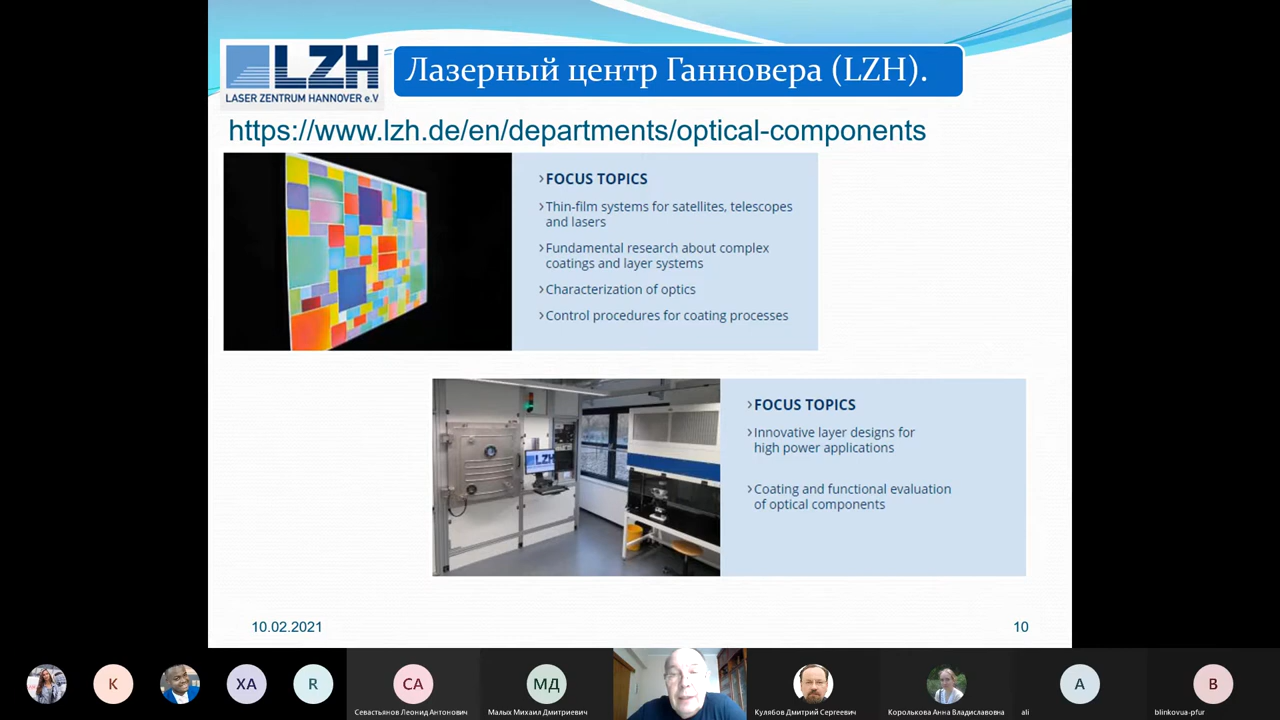 LZH
LASER ZENTRUM HANNOVER e.V
Лазерный центр Ганновера (LZH).
https://www.lzh.de/en/departments/optical-components
›FOCUS TOPICS
›Thin-film systems for satellites, telescopes
and lasers
›Fundamental research about complex
coatings and layer systems
›Characterization of optics
›Control procedures for coating processes
LZH
›FOCUS TOPICS
›Innovative layer designs for
high power applications
›Coating and functional evaluation
of optical components
10.02.2021
10
K
XA
R
CA
МД
A
B
Севастьянов Леонид Антонович
Малых Михаил Дмитриевич
Кулябов Дмитрий Сергеевич
Королькова Анна Владиславовна
ali
blinkovua-pfur